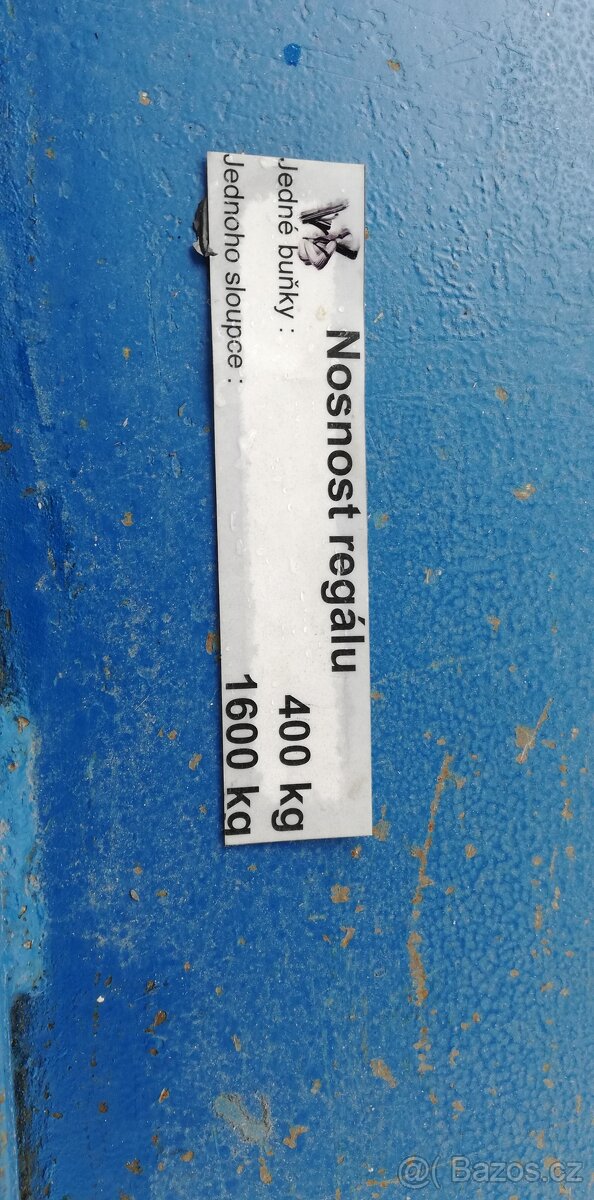 Nosnost regálu
Jedné buňky : 400 kg
Jednoho sloupce : 1600 kg
@ Bazos.cz